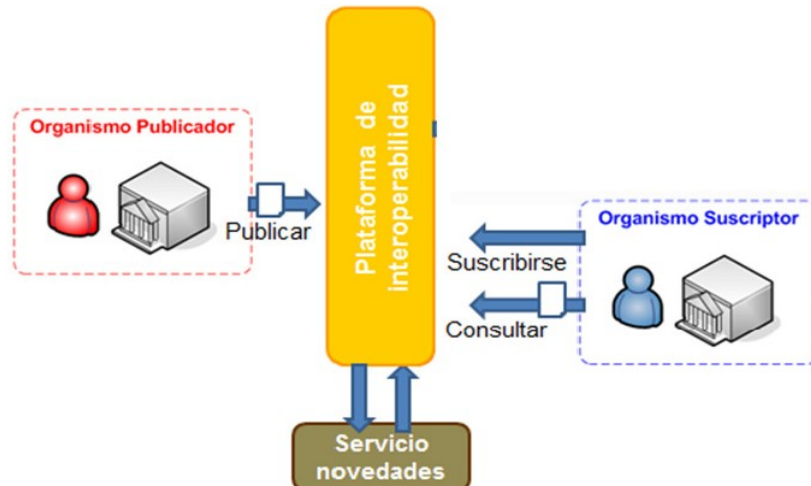 Plataforma de
interoperabilidad
Organismo Publicador
Publicar
Organismo Suscriptor
Suscribirse
Consultar
Servicio
novedades